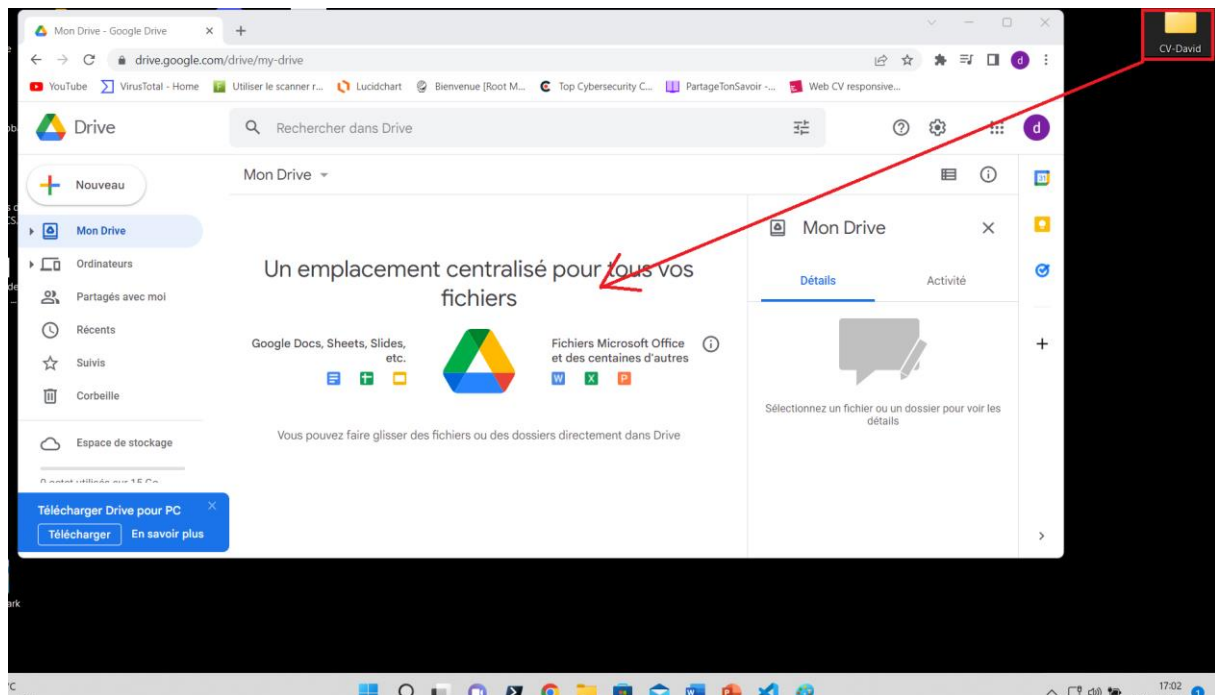 Mon Drive - Google Drive
CV-David
drive.google.com/drive/my-drive
d
YouTube
VirusTotal - Home
Utiliser le scanner r...
Lucidchart
Bienvenue [Root M...
Top Cybersecurity C...
PartageTonSavoir -...
Web CV responsive...
Drive
Rechercher dans Drive
d
Nouveau
Mon Drive
31
Mon Drive
Mon Drive
Ordinateurs
Partagés avec moi
Récents
Suivis
Corbeille
Espace de stockage
Un emplacement centralisé pour tous vos
fichiers
Google Docs, Sheets, Slides,
etc.
Fichiers Microsoft Office
et des centaines d'autres
W X P
Vous pouvez faire glisser des fichiers ou des dossiers directement dans Drive
Détails
Activité
Sélectionnez un fichier ou un dossier pour voir les
détails
Télécharger Drive pour PC
Télécharger
En savoir plus
ark
°C
17:02